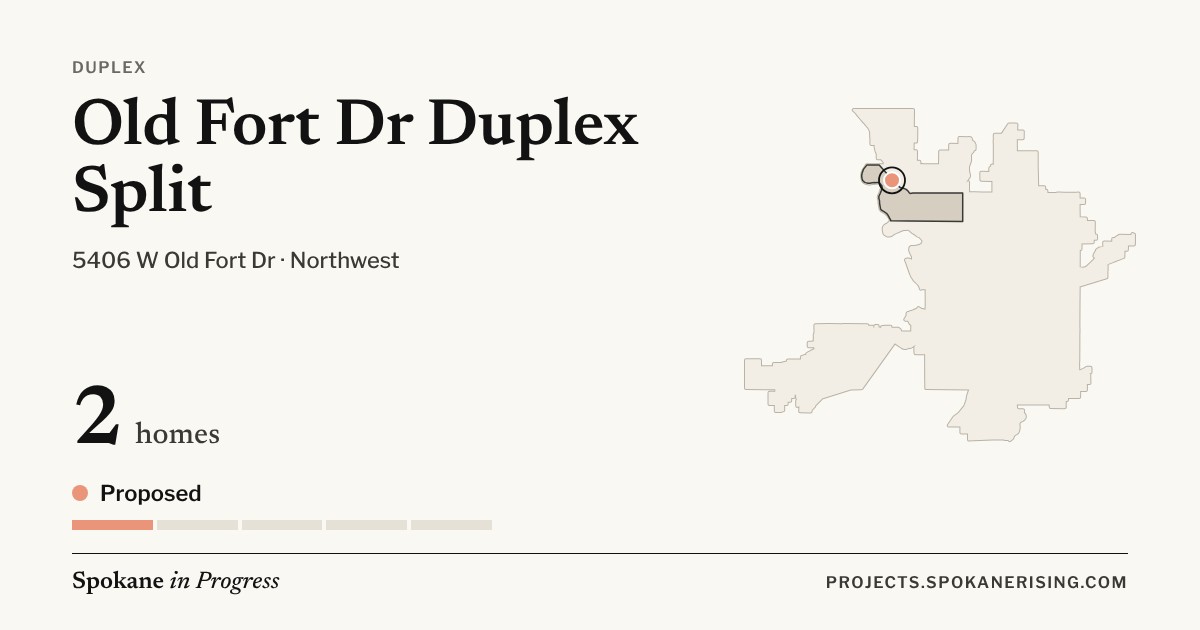 DUPLEX
Old Fort Dr Duplex
Split
5406 W Old Fort Dr · Northwest
2 homes
Proposed
Spokane in Progress
PROJECTS.SPOKANERISING.COM